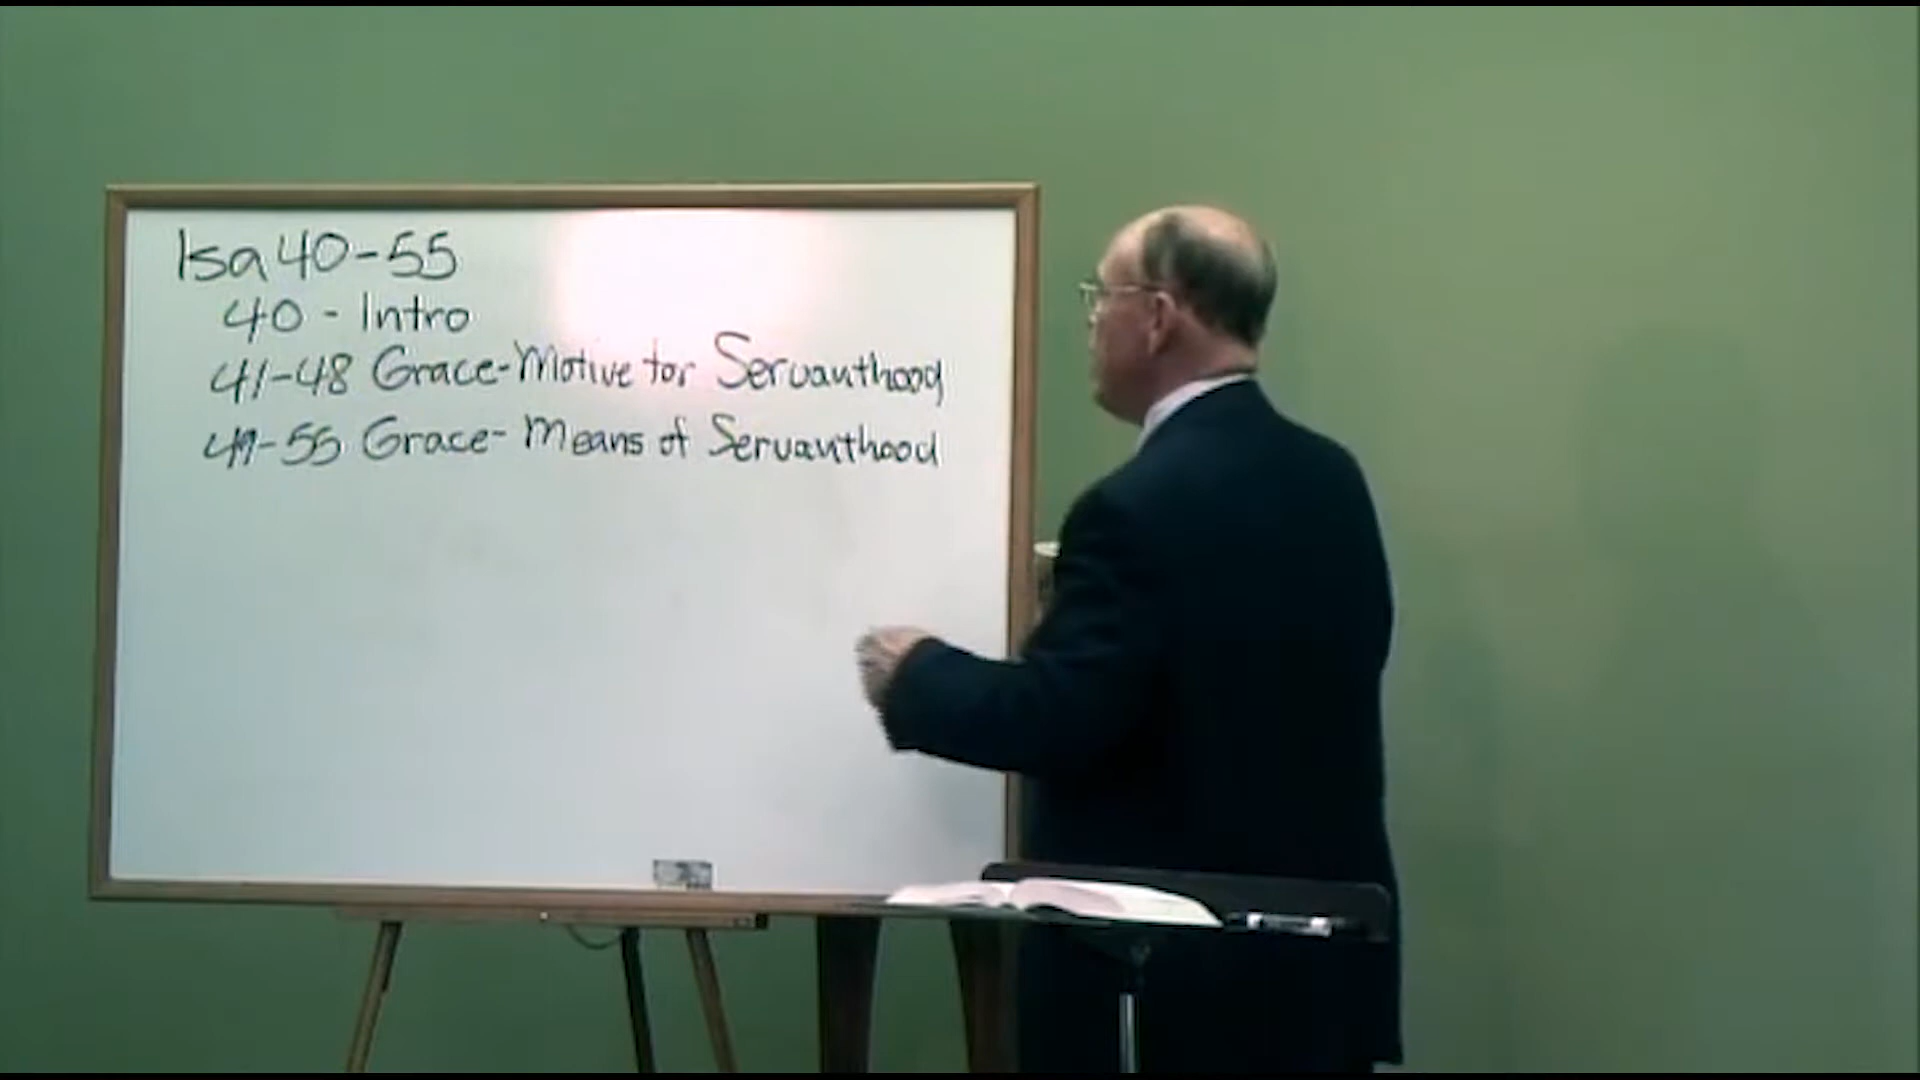 Isa 40-55
40 - Intro
41-48 Grace-Motive for Servanthood
49-55 Grace- Means of Servanthood